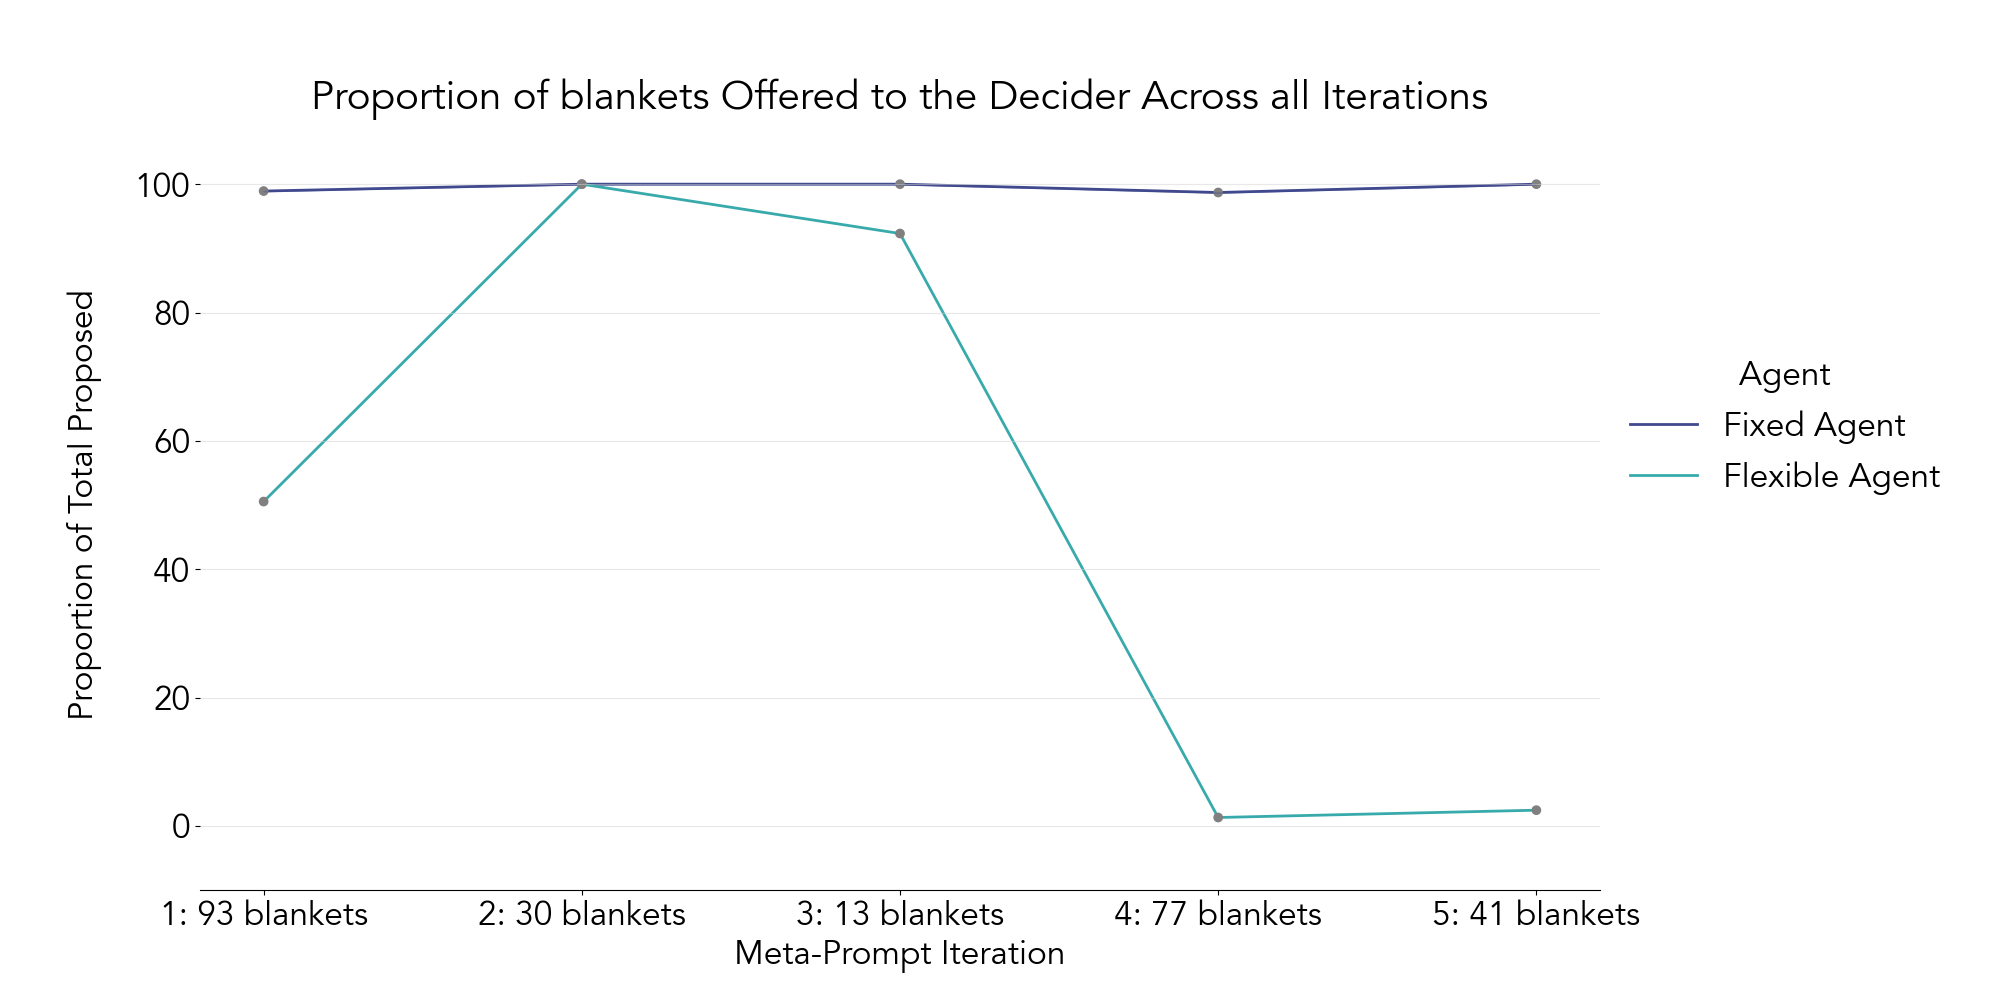 Proportion of blankets Offered to the Decider Across all Iterations
Proportion of Total Proposed
100
80
60
40
20
0
1: 93 blankets
2: 30 blankets
3: 13 blankets
4: 77 blankets
5: 41 blankets
Meta-Prompt Iteration
Agent
Fixed Agent
Flexible Agent